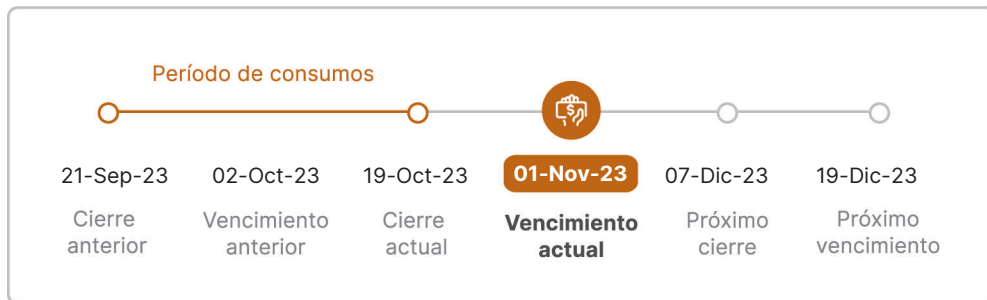 Período de consumos
$
21-Sep-23 02-Oct-23 19-Oct-23 01-Nov-23 07-Dic-23 19-Dic-23
Cierre Vencimiento Cierre Vencimiento Próximo Próximo
anterior anterior actual actual cierre vencimiento